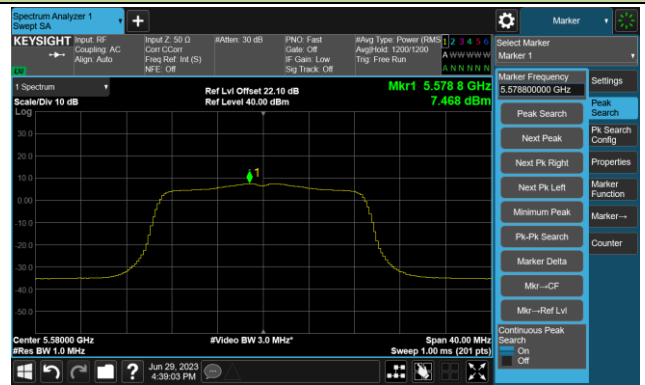 Spectrum Analyzer 1
Swept SA
Marker
KEYSIGHT
Input: RF
Coupling: AC
Align: Auto
Input Z: 50 Ω
Corr CCorr
Freq Ref: Int (S)
NFE: Off
#Atten: 30 dB
PNO: Fast
Gate: Off
IF Gain: Low
Sig Track: Off
#Avg Type: Power (RMS
Avg|Hold: 1200/1200
Trig: Free Run
1 2 3 4 5 6
A WW WW W
A N N N N N
Select Marker
Marker 1
1 Spectrum
Scale/Div 10 dB
Log
Ref Lvl Offset 22.10 dB
Ref Level 40.00 dBm
Mkr1 5.578 8 GHz
7.468 dBm
30.0
20.0
10.0
0.00
-10.0
-20.0
-30.0
-40.0
-50.0
1
Center 5.58000 GHz
#Res BW 1.0 MHz
#Video BW 3.0 MHz*
Span 40.00 MHz
Sweep 1.00 ms (201 pts)
Marker Frequency
5.578800000 GHz
Peak Search
Next Peak
Next Pk Right
Next Pk Left
Minimum Peak
Pk-Pk Search
Marker Delta
Mkr→CF
Mkr→Ref Lvl
Continuous Peak
Search
On
Off
Settings
Peak
Search
Pk Search
Config
Properties
Marker
Function
Marker→
Counter
?
Jun 29, 2023
4:39:03 PM